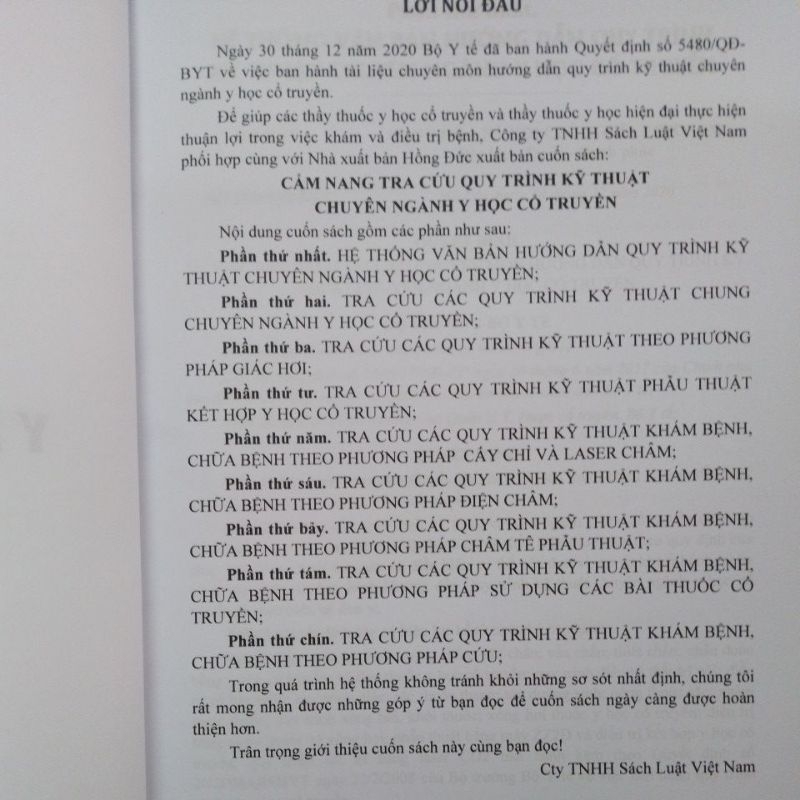 LỜI NÓI ĐẦU
Ngày 30 tháng 12 năm 2020 Bộ Y tế đã ban hành Quyết định số 5480/QĐ-
BYT về việc ban hành tài liệu chuyên môn hướng dẫn quy trình kỹ thuật chuyên
ngành y học cổ truyền.
Để giúp các thầy thuốc y học cổ truyền và thầy thuốc y học hiện đại thực hiện
thuận lợi trong việc khám và điều trị bệnh, Công ty TNHH Sách Luật Việt Nam
phối hợp cùng với Nhà xuất bản Hồng Đức xuất bản cuốn sách:
CẨM NANG TRA CỨU QUY TRÌNH KỸ THUẬT
CHUYÊN NGÀNH Y HỌC CỔ TRUYỀN
Nội dung cuốn sách gồm các phần như sau:
Phần thứ nhất. HỆ THỐNG VĂN BẢN HƯỚNG DẪN QUY TRÌNH KỸ
THUẬT CHUYÊN NGÀNH Y HỌC CỔ TRUYỀN;
Phần thứ hai. TRA CỨU CÁC QUY TRÌNH KỸ THUẬT CHUNG
CHUYÊN NGÀNH Y HỌC CỔ TRUYỀN;
Phần thứ ba. TRA CỨU CÁC QUY TRÌNH KỸ THUẬT THEO PHƯƠNG
PHÁP GIÁC HƠI;
Phần thứ tư. TRA CỨU CÁC QUY TRÌNH KỸ THUẬT PHẪU THUẬT
KẾT HỢP Y HỌC CỔ TRUYỀN;
Phần thứ năm. TRA CỨU CÁC QUY TRÌNH KỸ THUẬT KHÁM BỆNH,
CHỮA BỆNH THEO PHƯƠNG PHÁP CẤY CHỈ VÀ LASER CHÂM;
Phần thứ sáu. TRA CỨU CÁC QUY TRÌNH KỸ THUẬT KHÁM BỆNH,
CHỮA BỆNH THEO PHƯƠNG PHÁP ĐIỆN CHÂM;
Phần thứ bảy. TRA CỨU CÁC QUY TRÌNH KỸ THUẬT KHÁM BỆNH,
CHỮA BỆNH THEO PHƯƠNG PHÁP CHÂM TÊ PHẪU THUẬT;
Phần thứ tám. TRA CỨU CÁC QUY TRÌNH KỸ THUẬT KHÁM BỆNH,
CHỮA BỆNH THEO PHƯƠNG PHÁP SỬ DỤNG CÁC BÀI THUỐC CỔ
TRUYỀN;
Phần thứ chín. TRA CỨU CÁC QUY TRÌNH KỸ THUẬT KHÁM BỆNH,
CHỮA BỆNH THEO PHƯƠNG PHÁP CỨU;
Trong quá trình hệ thống không tránh khỏi những sơ sót nhất định, chúng tôi
rất mong nhận được những góp ý từ bạn đọc để cuốn sách ngày càng được hoàn
thiện hơn.
Trân trọng giới thiệu cuốn sách này cùng bạn đọc!
Cty TNHH Sách Luật Việt Nam